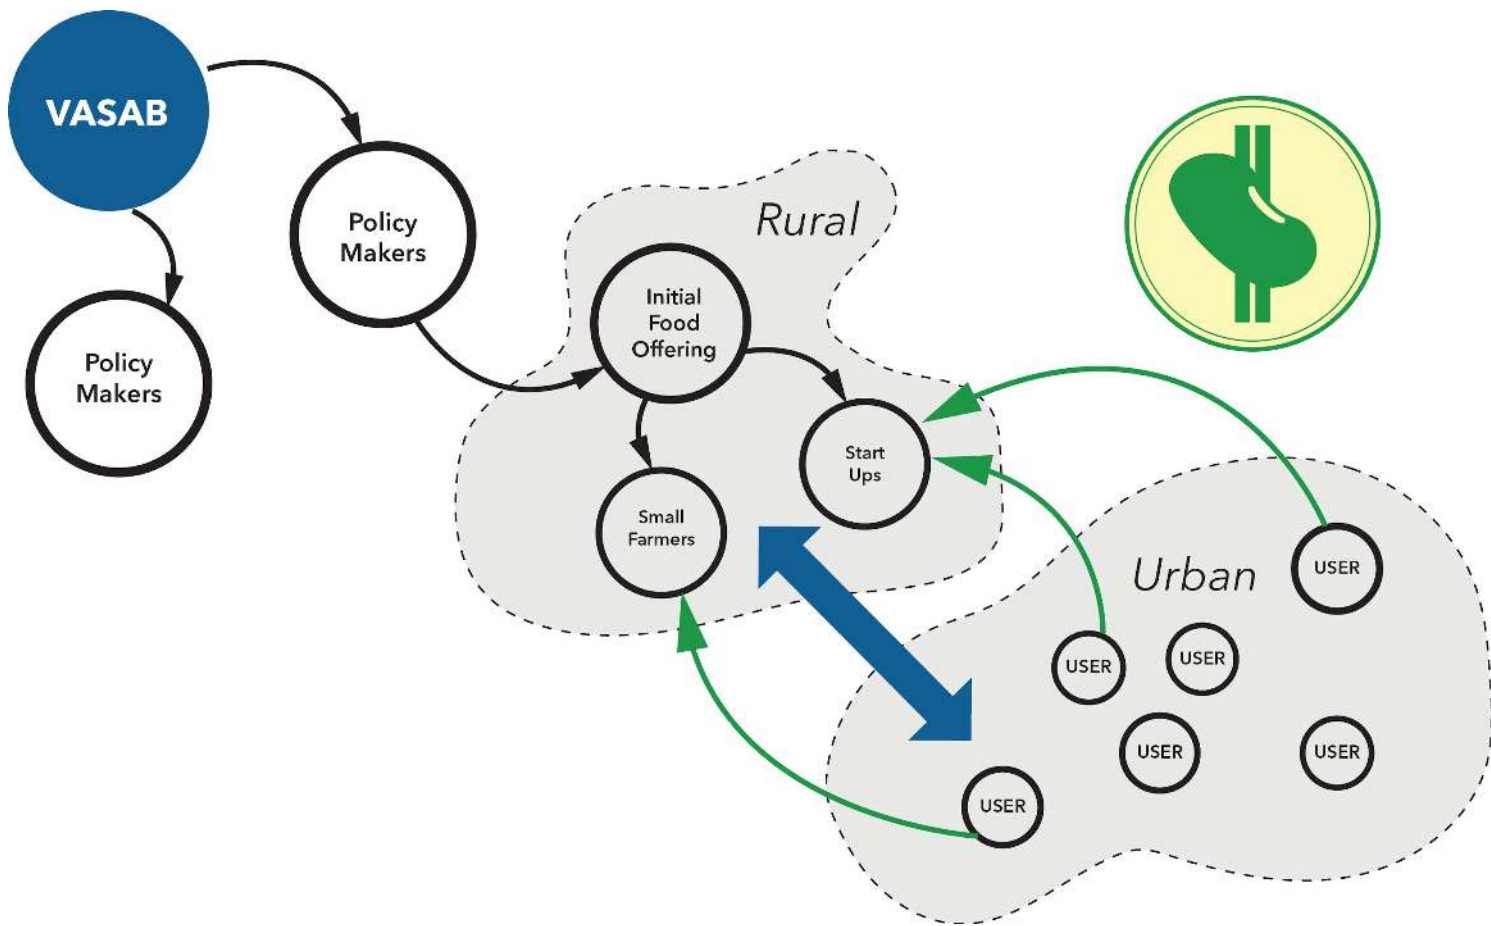 VASAB
Policy
Makers
Policy
Makers
Rural
Initial
Food
Offering
Start
Ups
Small
Farmers
Urban
USER
USER
USER
USER
USER
USER